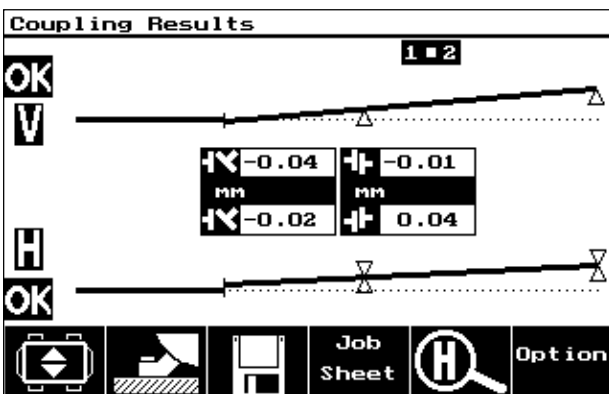 Coupling Results
1 2
OK
V
-0.04 -0.01
mm mm
-0.02 0.04
H
OK
Job
Sheet
H
Option